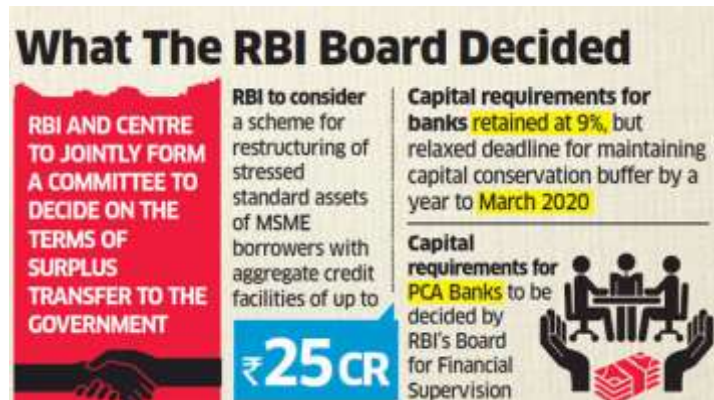 What The RBI Board Decided
RBI AND CENTRE
TO JOINTLY FORM
A COMMITTEE TO
DECIDE ON THE
TERMS OF
SURPLUS
TRANSFER TO THE
GOVERNMENT
RBI to consider
a scheme for
restructuring of
stressed
standard assets
of MSME
borrowers with
aggregate credit
facilities of up to
₹25 CR
Capital requirements for
banks retained at 9%, but
relaxed deadline for maintaining
capital conservation buffer by a
year to March 2020
Capital
requirements for
PCA Banks to be
decided by
RBI's Board
for Financial
Supervision